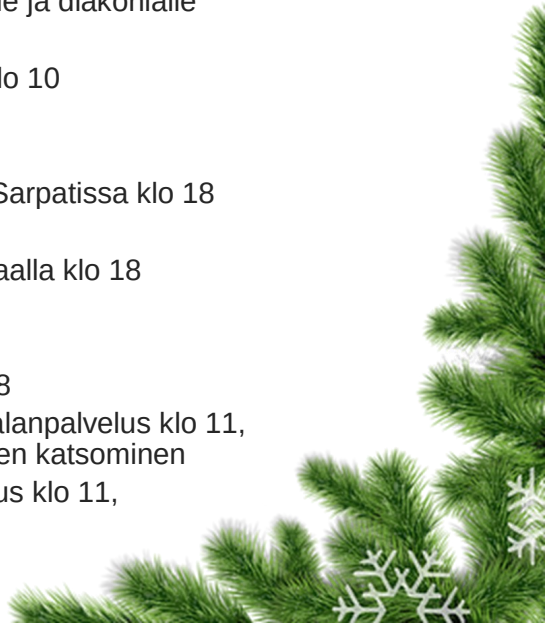 le ja diakonialle
lo 10
Sarpatissa klo 18
aalla klo 18
8
alanpalvelus klo 11,
en katsominen
us klo 11,